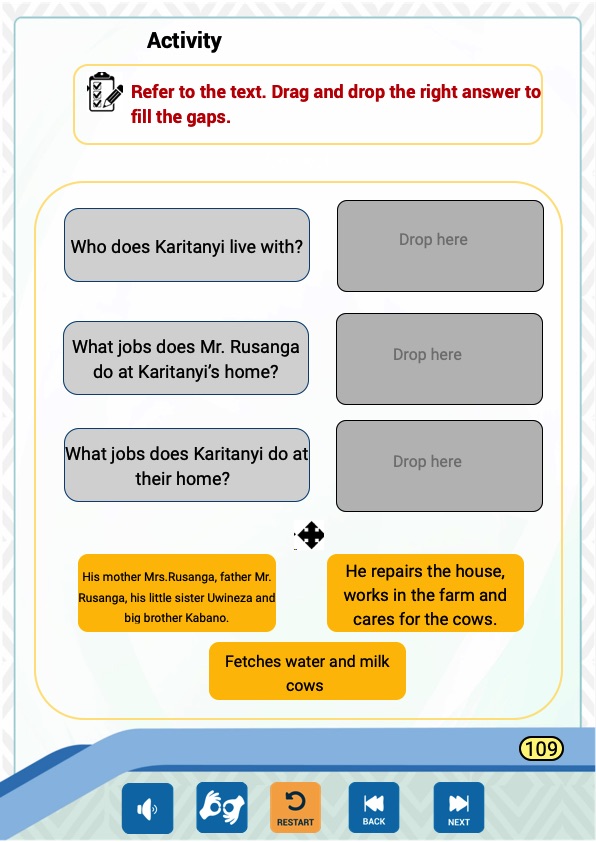 Activity
Refer to the text. Drag and drop the right answer to
fill the gaps.
Who does Karitanyi live with?
Drop here
What jobs does Mr. Rusanga
do at Karitanyi’s home?
Drop here
What jobs does Karitanyi do at
their home?
Drop here
His mother Mrs.Rusanga, father Mr.
Rusanga, his little sister Uwineza and
big brother Kabano.
He repairs the house,
works in the farm and
cares for the cows.
Fetches water and milk
cows
109
RESTART
BACK
NEXT